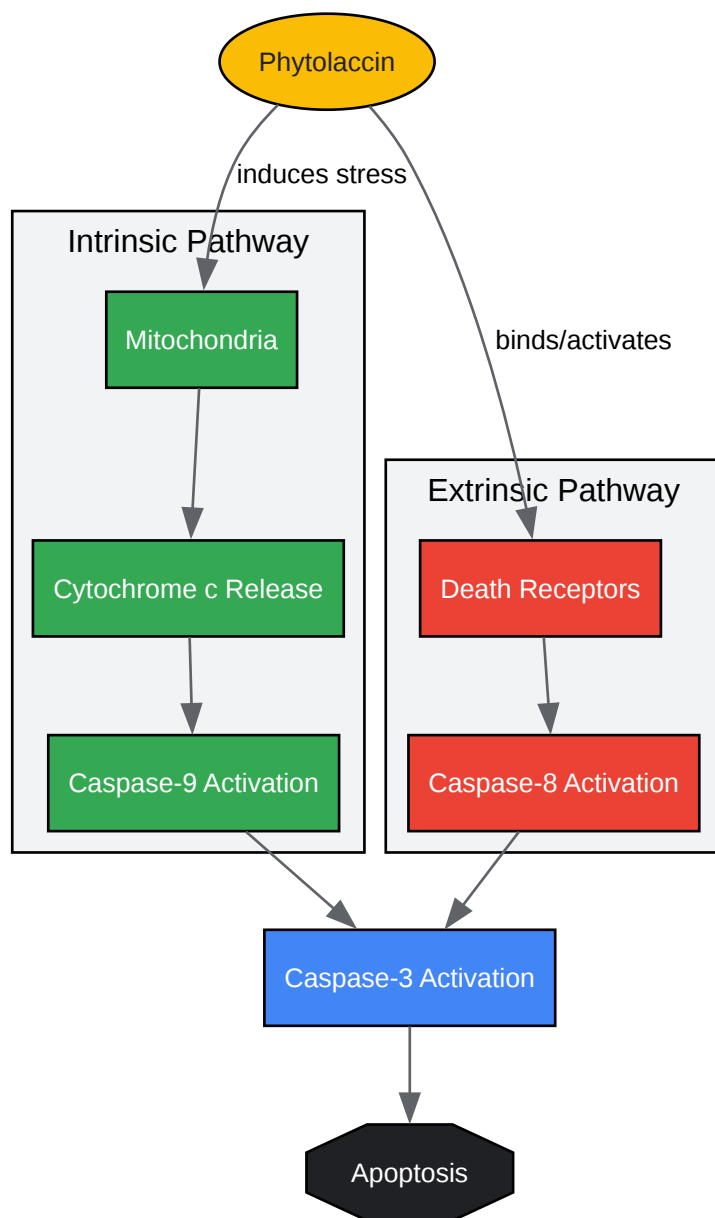 Phytolaccin
induces stress
Intrinsic Pathway
Mitochondria
binds/activates
Extrinsic Pathway
Cytochrome c Release
Death Receptors
Caspase-9 Activation
Caspase-8 Activation
Caspase-3 Activation
Apoptosis